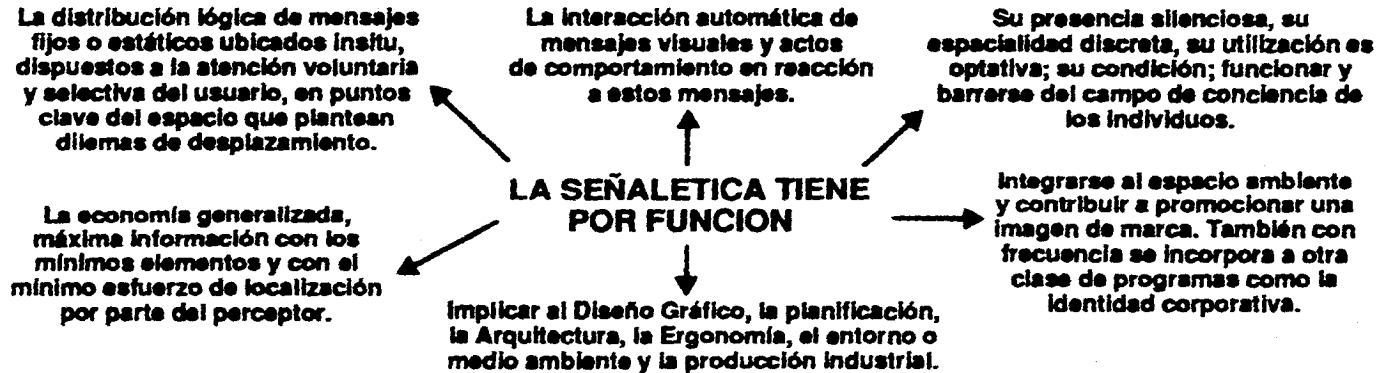 La distribución lógica de mensajes
fijos o estáticos ubicados insitu,
dispuestos a la atención voluntaria
y selectiva del usuario, en puntos
clave del espacio que plantean
dilemas de desplazamiento.
La interacción automática de
mensajes visuales y actos
de comportamiento en reacción
a estos mensajes.
Su presencia silenciosa, su
espacialidad discreta, su utilización es
optativa; su condición; funcionar y
barrerse del campo de conciencia de
los individuos.
LA SEÑALETICA TIENE
POR FUNCION
La economía generalizada,
máxima información con los
mínimos elementos y con el
mínimo esfuerzo de localización
por parte del perceptor.
Implicar al Diseño Gráfico, la planificación,
la Arquitectura, la Ergonomía, el entorno o
medio ambiente y la producción industrial.
Integrarse al espacio ambiente
y contribuir a promocionar una
imagen de marca. También con
frecuencia se incorpora a otra
clase de programas como la
identidad corporativa.